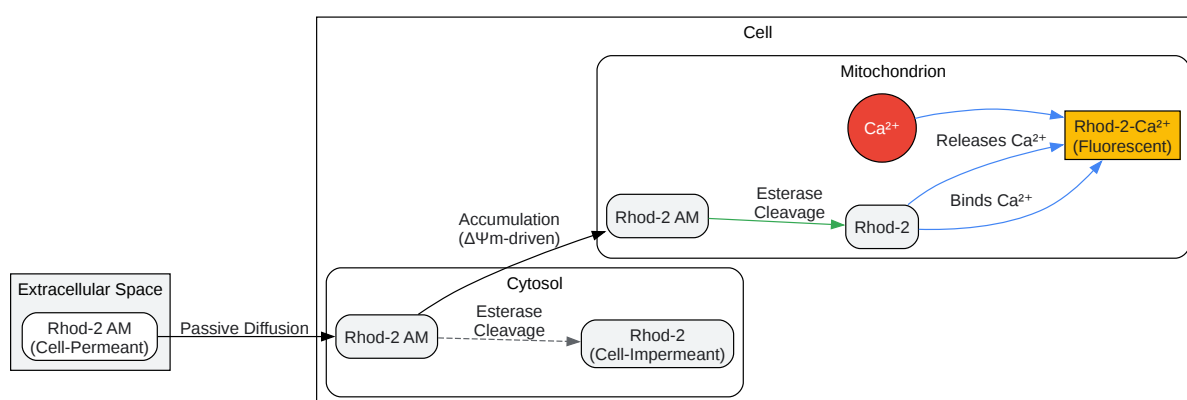 Cell
Mitochondrion
Ca²⁺
Rhod-2-Ca²⁺
(Fluorescent)
Releases Ca²⁺
Esterase
Cleavage
Binds Ca²⁺
Rhod-2 AM
Rhod-2
Accumulation
(ΔΨm-driven)
Cytosol
Extracellular Space
Rhod-2 AM
(Cell-Permeant)
Passive Diffusion
Rhod-2 AM
Esterase
Cleavage
Rhod-2
(Cell-Impermeant)